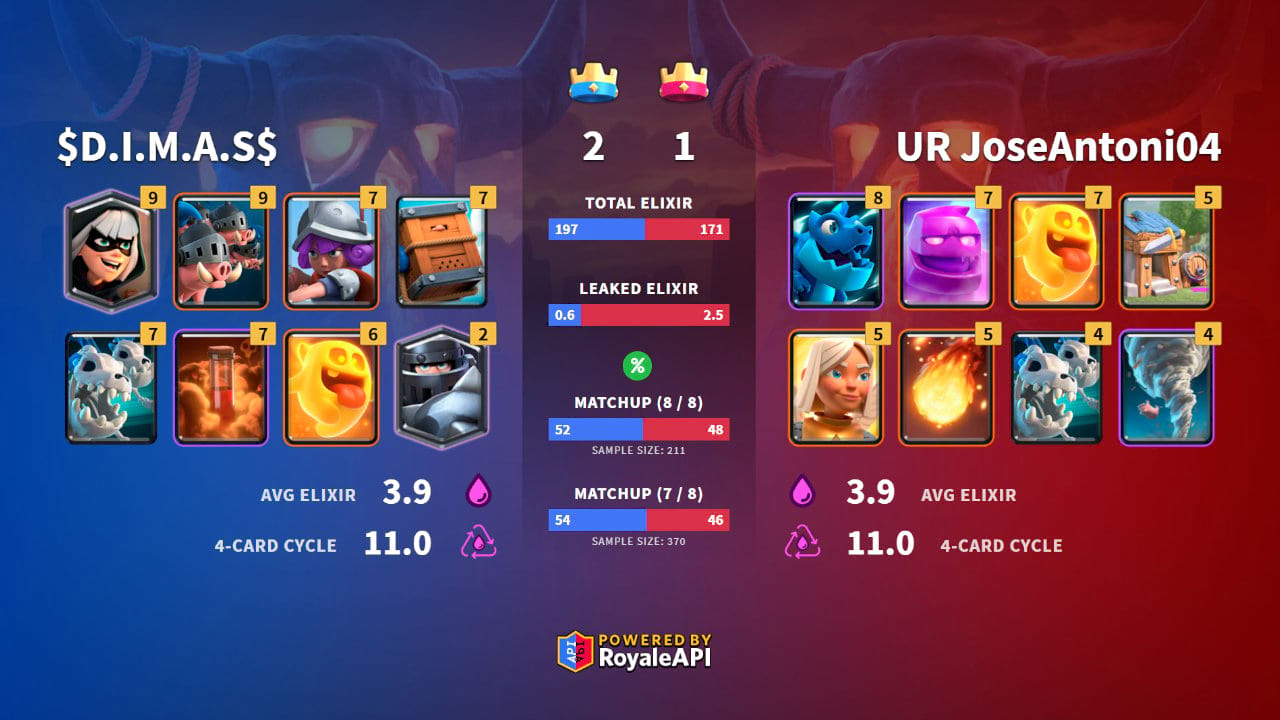 $D.I.M.A.S$
9 9 7 7
7 7 6 2
AVG ELIXIR 3.9
4-CARD CYCLE 11.0
2 1
TOTAL ELIXIR
197 171
LEAKED ELIXIR
0.6 2.5
%
MATCHUP (8 / 8)
52 48
SAMPLE SIZE: 211
MATCHUP (7 / 8)
54 46
SAMPLE SIZE: 370
UR JoseAntoni04
8 7 7 5
5 5 4 4
3.9 AVG ELIXIR
11.0 4-CARD CYCLE
API API
POWERED BY
RoyaleAPI